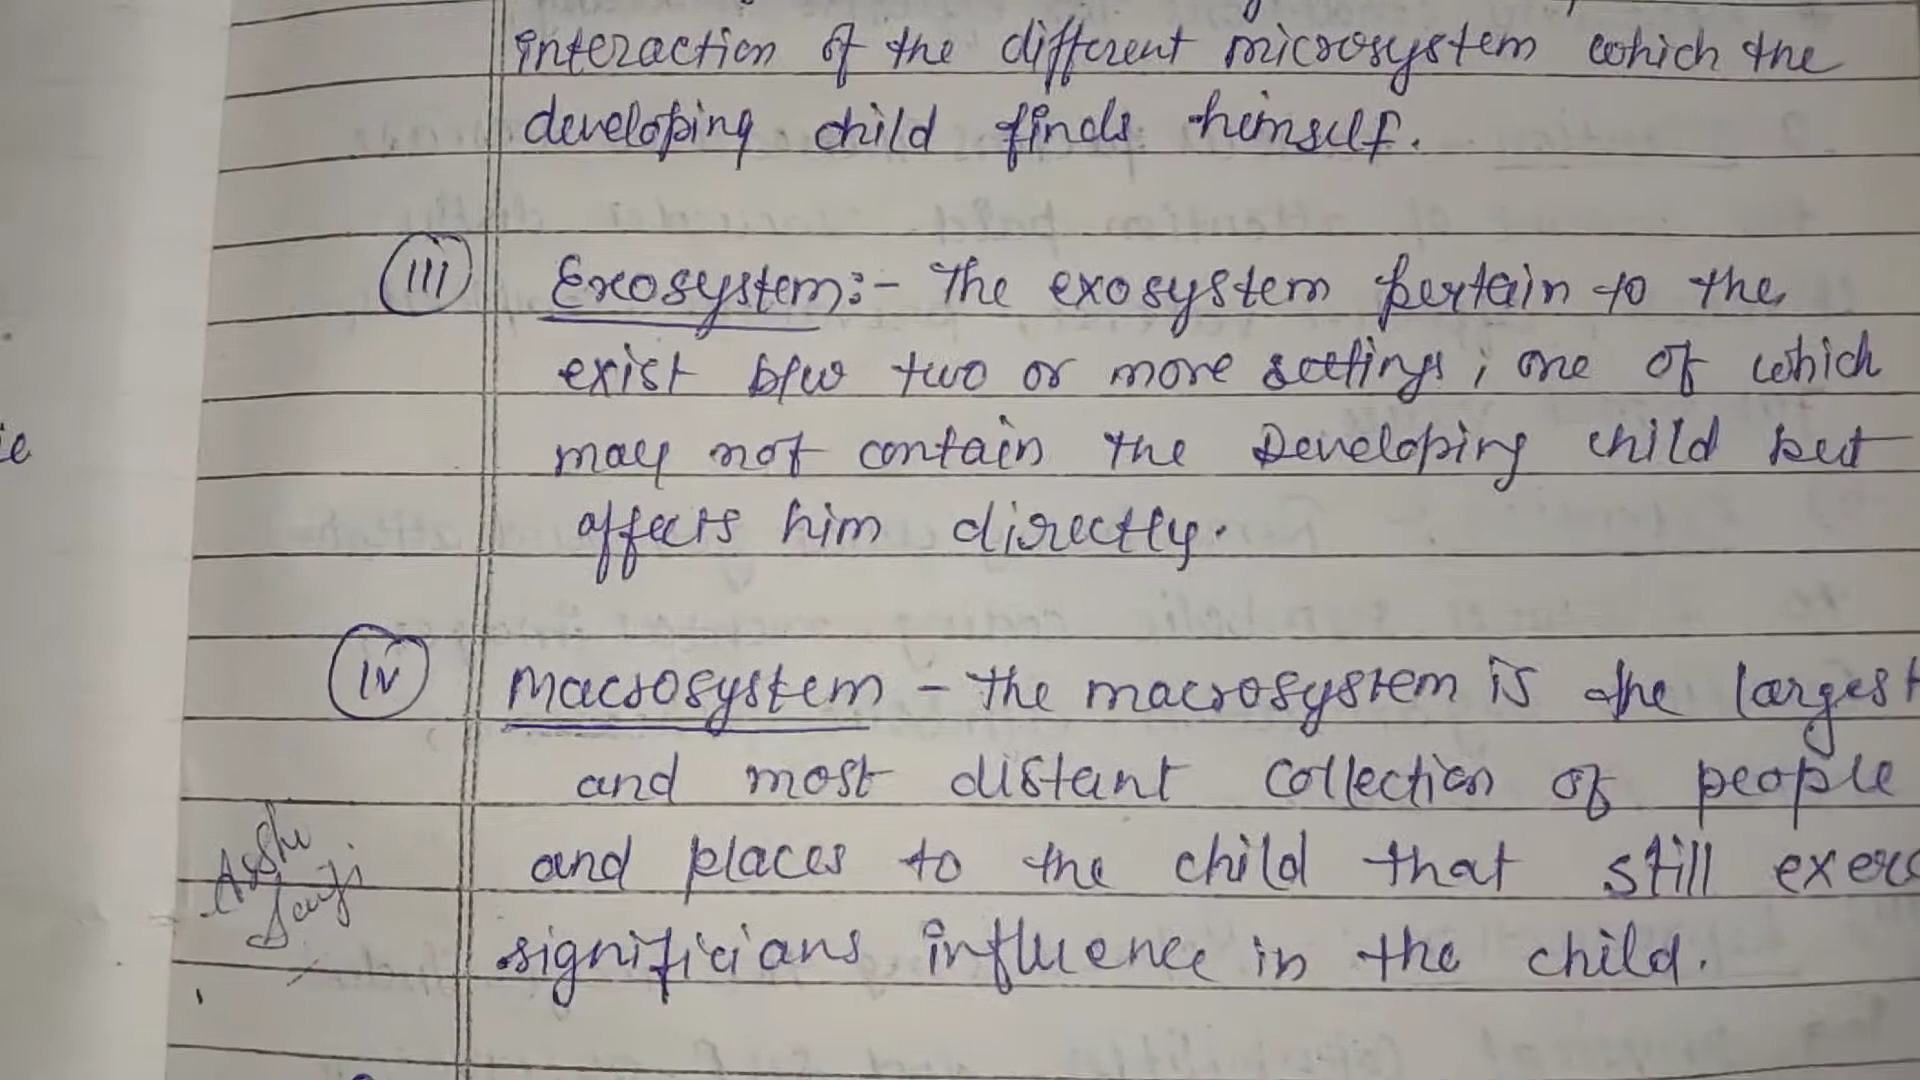 interaction of the different microsystem which the
developing child finds himself.
(III) Exosystem:- The exosystem pertain to the
exist b/w two or more settings; one of which
may not contain the Developing child but
affects him directly.
(IV) Macrosystem - the macrosystem is the largest
and most distant collection of people
and places to the child that still exerc
significians influence in the child.